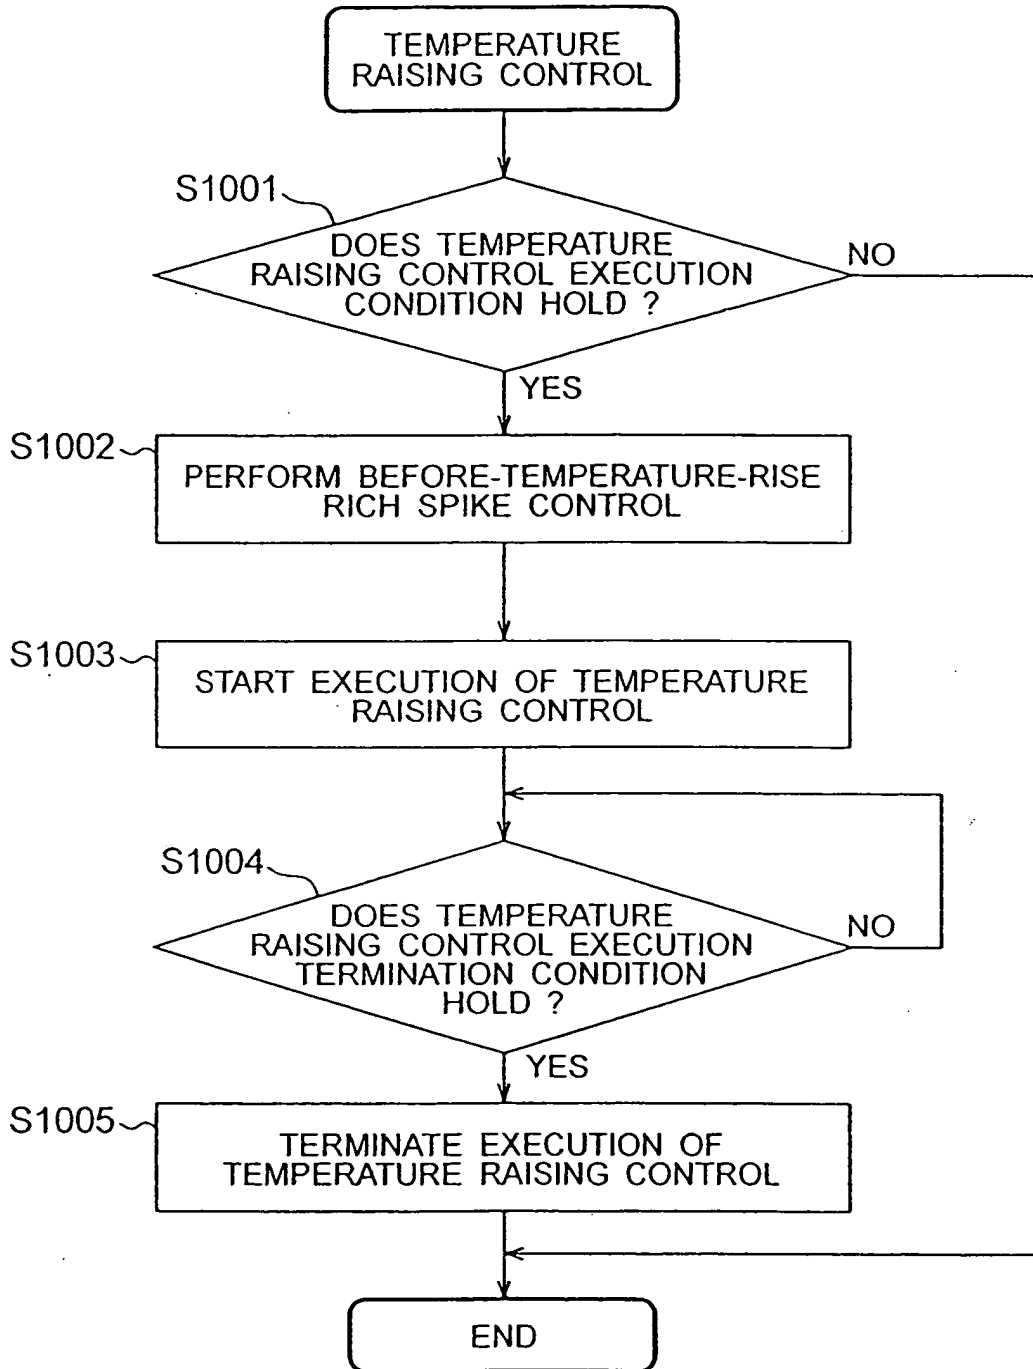 TEMPERATURE
RAISING CONTROL
S1001
DOES TEMPERATURE
RAISING CONTROL EXECUTION
CONDITION HOLD ?
NO
YES
S1002
PERFORM BEFORE-TEMPERATURE-RISE
RICH SPIKE CONTROL
S1003
START EXECUTION OF TEMPERATURE
RAISING CONTROL
S1004
DOES TEMPERATURE
RAISING CONTROL EXECUTION
TERMINATION CONDITION
HOLD ?
NO
YES
S1005
TERMINATE EXECUTION OF
TEMPERATURE RAISING CONTROL
END